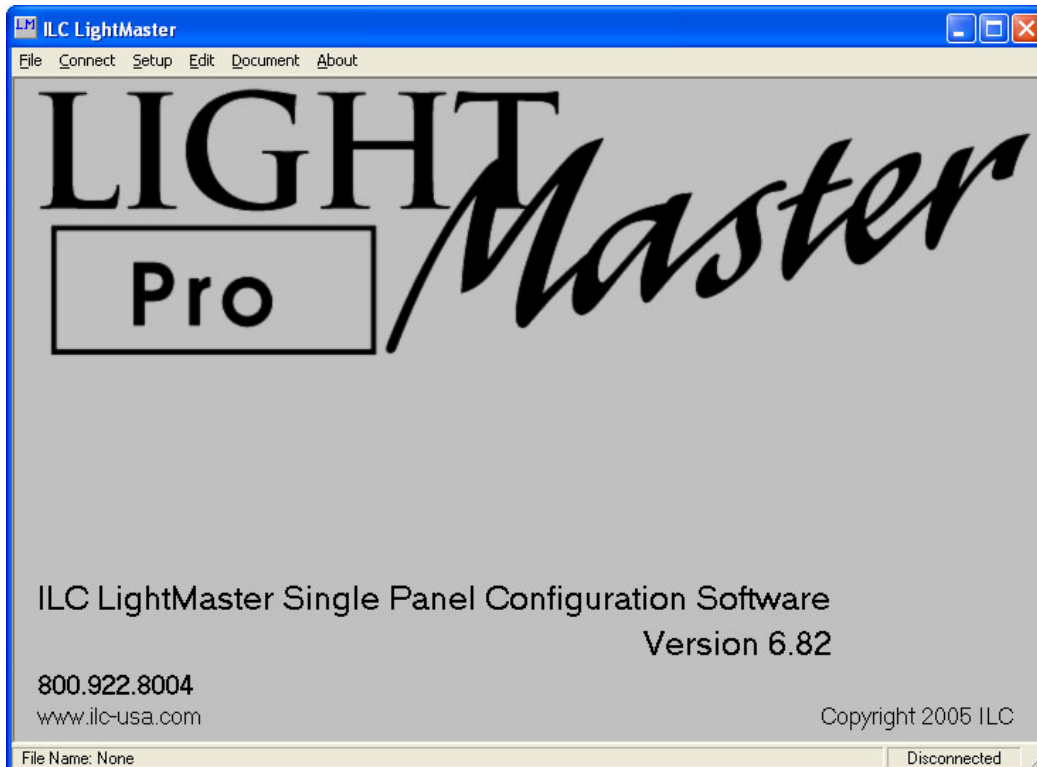 LM ILC LightMaster
File Connect Setup Edit Document About
LIGHT Master
Pro
ILC LightMaster Single Panel Configuration Software
Version 6.82
800.922.8004
www.ilc-usa.com
Copyright 2005 ILC
File Name: None
Disconnected